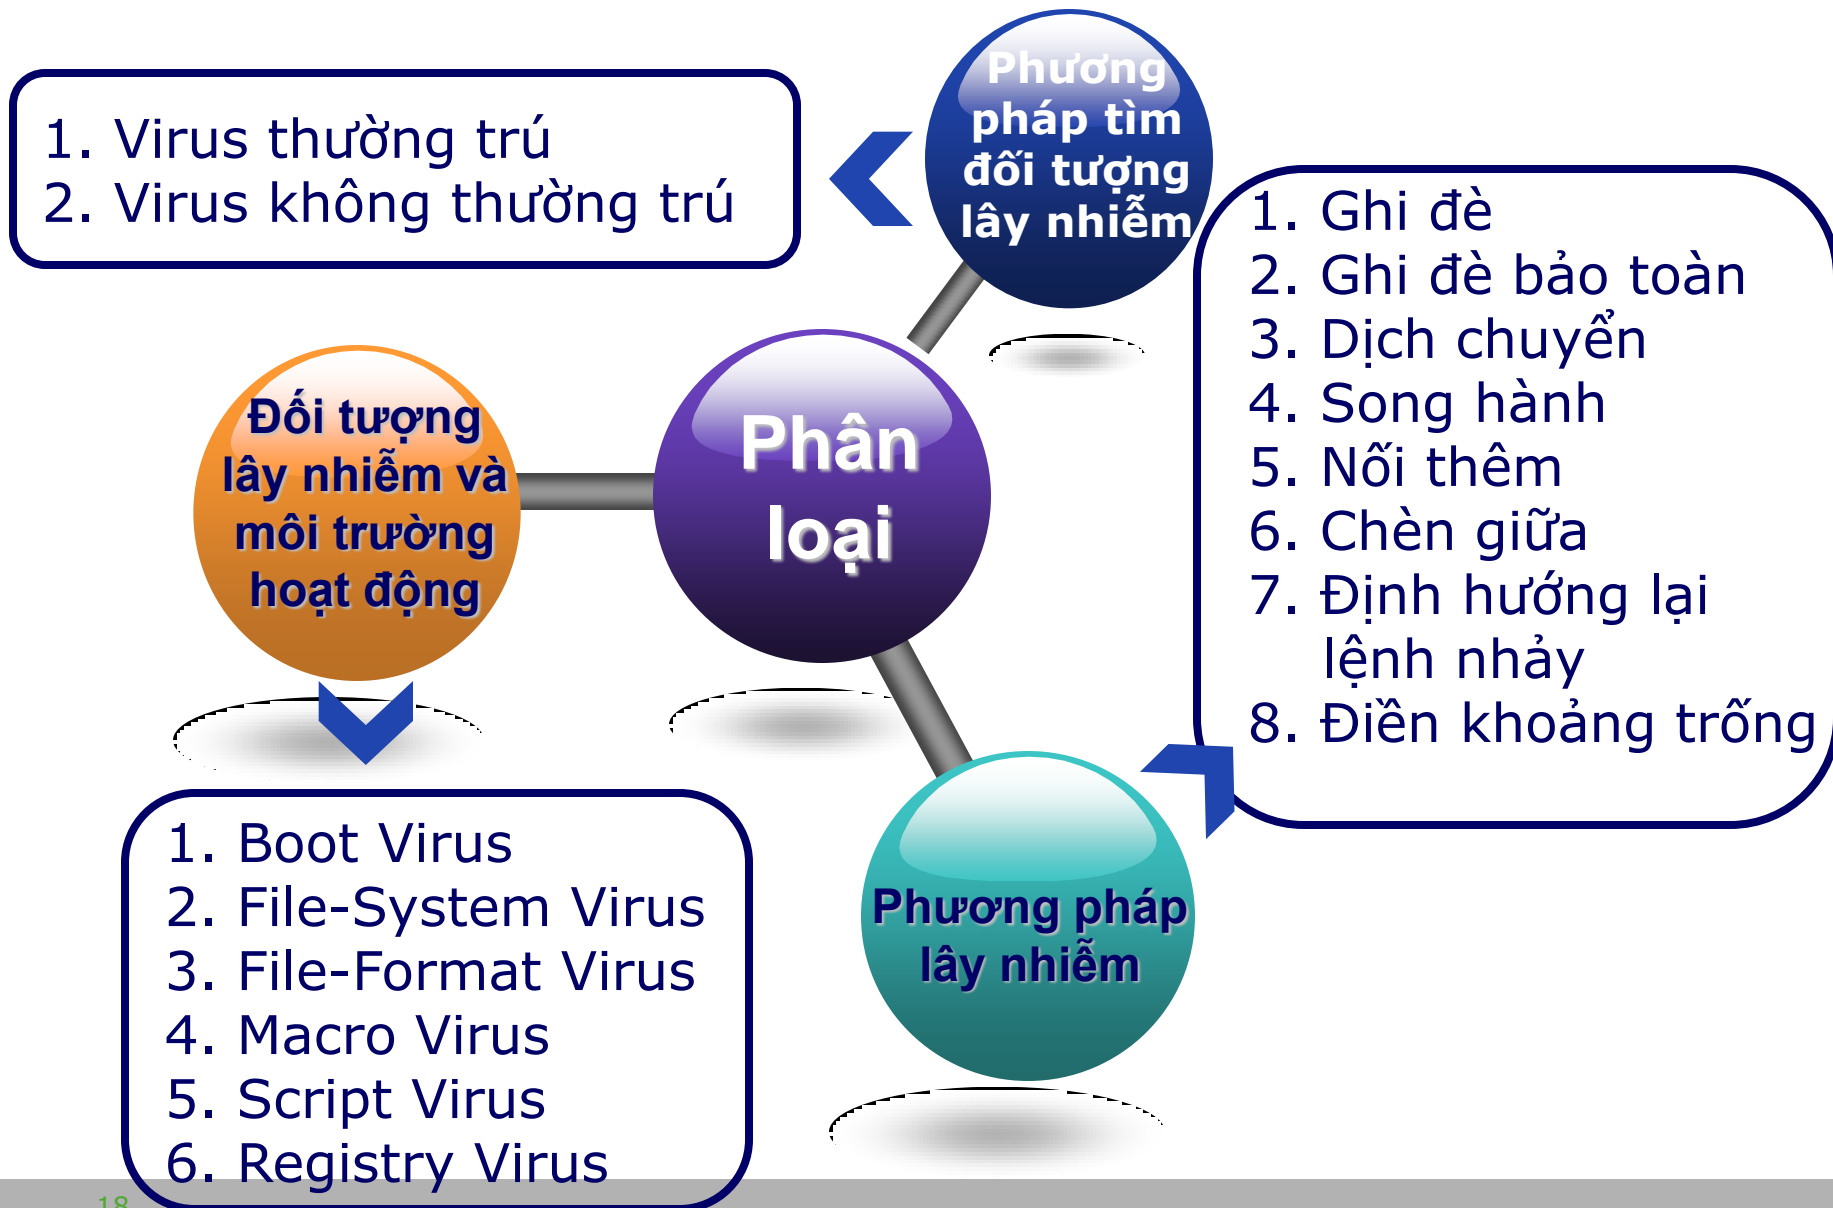 Phương
pháp tìm
đối tượng
lây nhiễm
1. Virus thường trú
2. Virus không thường trú
1. Ghi đè
2. Ghi đè bảo toàn
3. Dịch chuyển
4. Song hành
5. Nối thêm
6. Chèn giữa
7. Định hướng lại
lệnh nhảy
8. Điền khoảng trống
Đối tượng
lây nhiễm và
môi trường
hoạt động
Phân
loại
Phương pháp
lây nhiễm
1. Boot Virus
2. File-System Virus
3. File-Format Virus
4. Macro Virus
5. Script Virus
6. Registry Virus
18